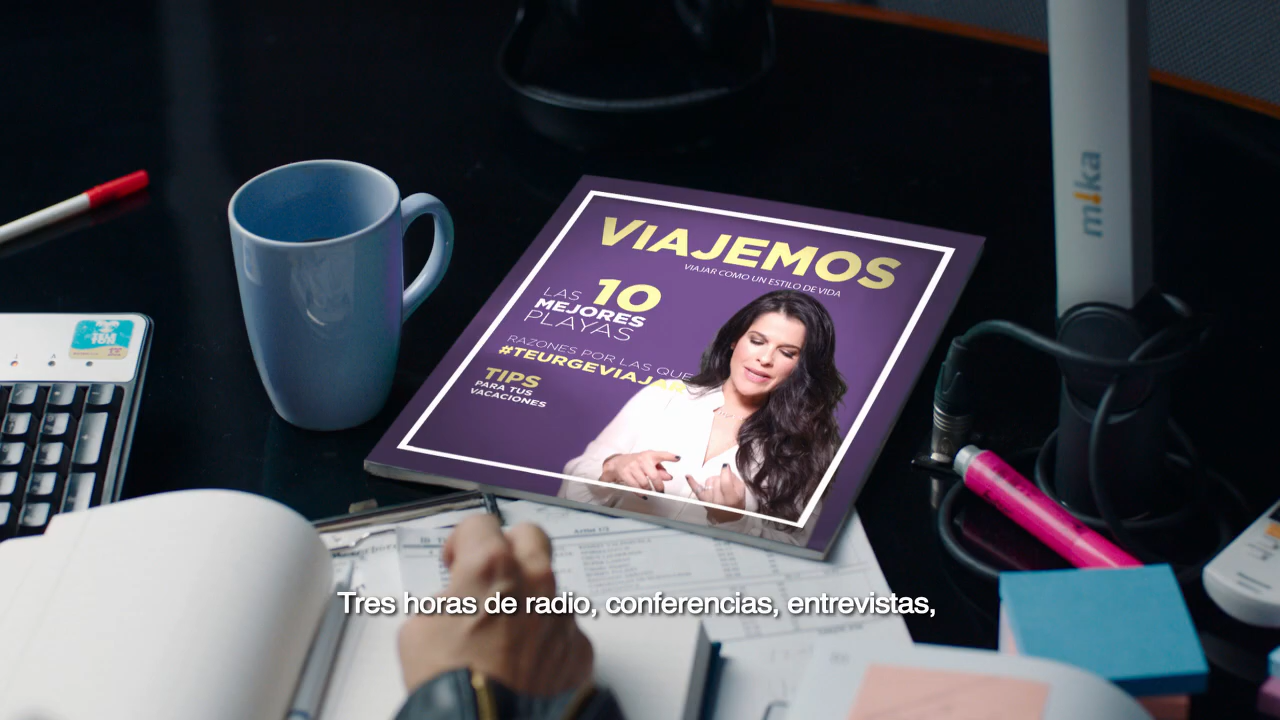 VIAJEMOS
VIAJAR COMO UN ESTILO DE VIDA
LAS 10
MEJORES
PLAYAS
RAZONES POR LAS QUE
#TEURGEVIAJAR
TIPS
PARA TUS
VACACIONES
mika
Tres horas de radio, conferencias, entrevistas,